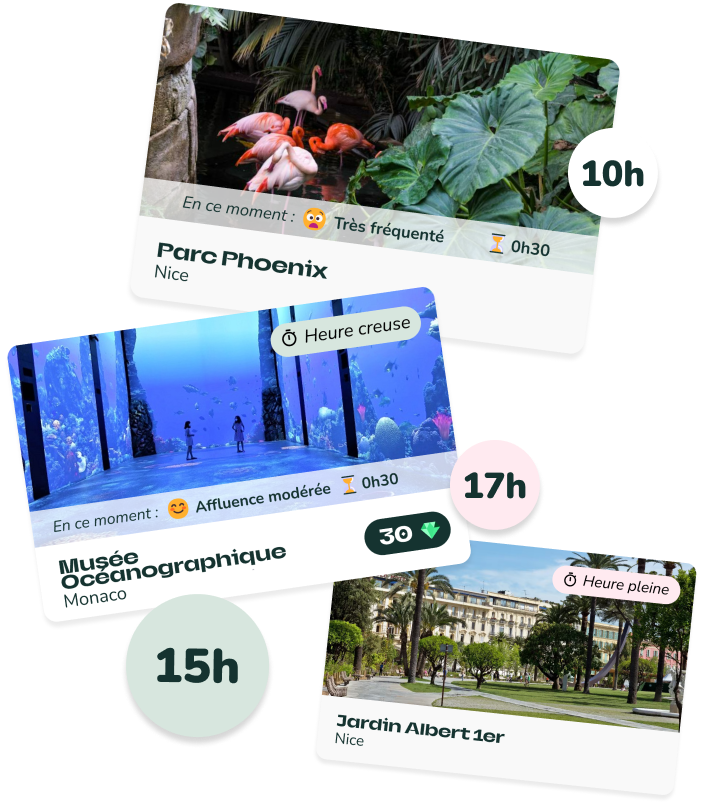 10h
En ce moment : Très fréquenté 0h30
Parc Phoenix
Nice
Heure creuse
En ce moment : Affluence modérée 0h30
17h
30
Musée
Océanographique
Monaco
Heure pleine
15h
Jardin Albert 1er
Nice